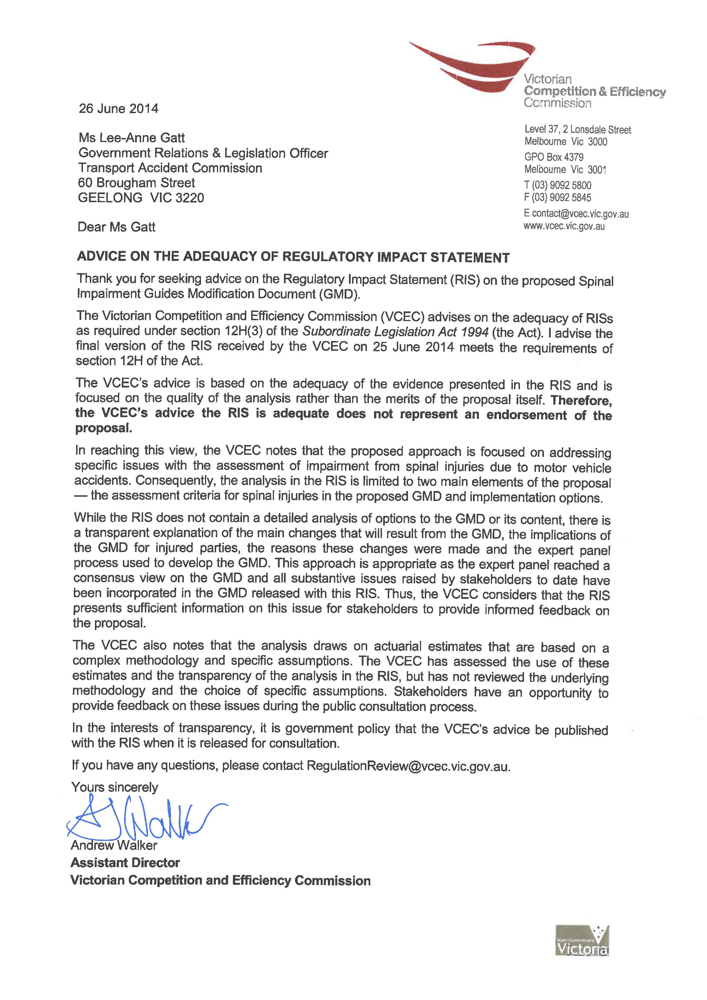 Victorian
Competition & Efficiency
Commission
26 June 2014
Level 37, 2 Lonsdale Street
Melbourne Vic 3000
GPO Box 4379
Melbourne Vic 3001
T (03) 9092 5800
F (03) 9092 5845
E contact@vcec.vic.gov.au
www.vcec.vic.gov.au
Ms Lee-Anne Gatt
Government Relations & Legislation Officer
Transport Accident Commission
60 Brougham Street
GEELONG VIC 3220
Dear Ms Gatt
ADVICE ON THE ADEQUACY OF REGULATORY IMPACT STATEMENT
Thank you for seeking advice on the Regulatory Impact Statement (RIS) on the proposed Spinal
Impairment Guides Modification Document (GMD).
The Victorian Competition and Efficiency Commission (VCEC) advises on the adequacy of RISs
as required under section 12H(3) of the Subordinate Legislation Act 1994 (the Act). I advise the
final version of the RIS received by the VCEC on 25 June 2014 meets the requirements of
section 12H of the Act.
The VCEC's advice is based on the adequacy of the evidence presented in the RIS and is
focused on the quality of the analysis rather than the merits of the proposal itself. Therefore,
the VCEC's advice the RIS is adequate does not represent an endorsement of the
proposal.
In reaching this view, the VCEC notes that the proposed approach is focused on addressing
specific issues with the assessment of impairment from spinal injuries due to motor vehicle
accidents. Consequently, the analysis in the RIS is limited to two main elements of the proposal
— the assessment criteria for spinal injuries in the proposed GMD and implementation options.
While the RIS does not contain a detailed analysis of options to the GMD or its content, there is
a transparent explanation of the main changes that will result from the GMD, the implications of
the GMD for injured parties, the reasons these changes were made and the expert panel
process used to develop the GMD. This approach is appropriate as the expert panel reached a
consensus view on the GMD and all substantive issues raised by stakeholders to date have
been incorporated in the GMD released with this RIS. Thus, the VCEC considers that the RIS
presents sufficient information on this issue for stakeholders to provide informed feedback on
the proposal.
The VCEC also notes that the analysis draws on actuarial estimates that are based on a
complex methodology and specific assumptions. The VCEC has assessed the use of these
estimates and the transparency of the analysis in the RIS, but has not reviewed the underlying
methodology and the choice of specific assumptions. Stakeholders have an opportunity to
provide feedback on these issues during the public consultation process.
In the interests of transparency, it is government policy that the VCEC's advice be published
with the RIS when it is released for consultation.
If you have any questions, please contact RegulationReview@vcec.vic.gov.au.
Yours sincerely
AJ Walker
Andrew Walker
Assistant Director
Victorian Competition and Efficiency Commission
State Government
Victoria